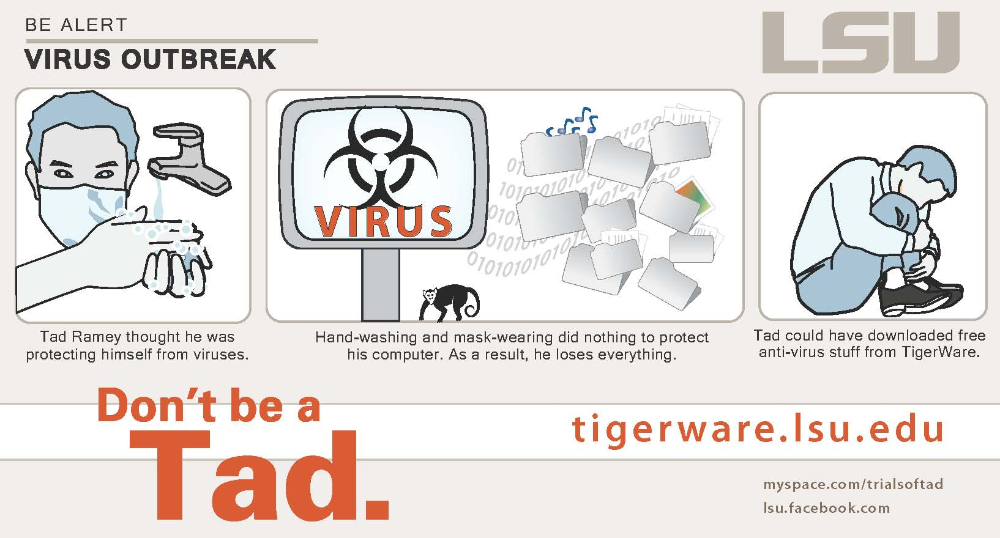 BE ALERT
VIRUS OUTBREAK
LSU
VIRUS
Tad Ramey thought he was
protecting himself from viruses.
Hand-washing and mask-wearing did nothing to protect
his computer. As a result, he loses everything.
Tad could have downloaded free
anti-virus stuff from TigerWare.
Don't be a
Tad.
tigerware.lsu.edu
myspace.com/trialsoftad
lsu.facebook.com